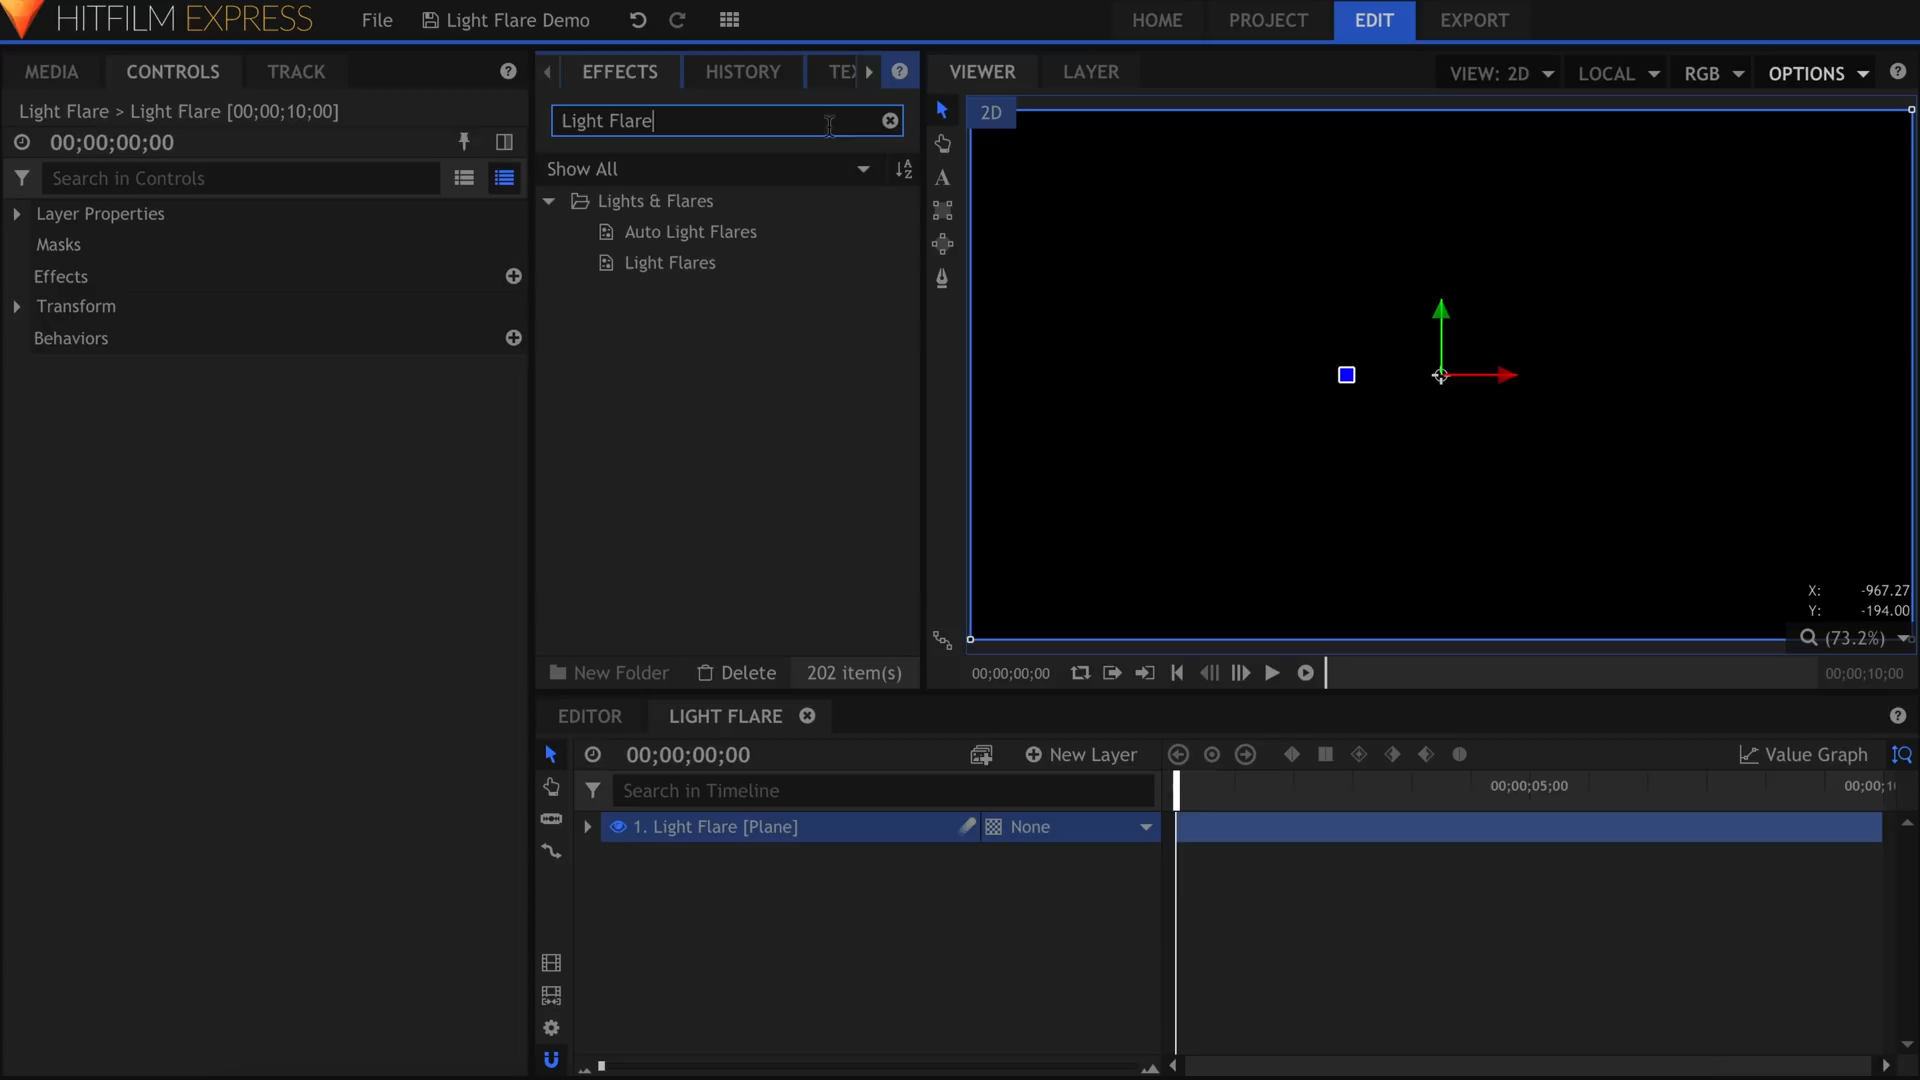 HITFILM EXPRESS
File
Light Flare Demo
HOME
PROJECT
EDIT
EXPORT
MEDIA
CONTROLS
TRACK
EFFECTS
HISTORY
VIEWER
LAYER
VIEW: 2D
LOCAL
RGB
OPTIONS
Light Flare > Light Flare [00;00;10;00]
00;00;00;00
Search in Controls
Layer Properties
Masks
Effects
Transform
Behaviors
Light Flare
Show All
Lights & Flares
Auto Light Flares
Light Flares
New Folder
Delete
202 item(s)
2D
X: -967.27
Y: -194.00
(73.2%)
00;00;00;00
00;00;10;00
EDITOR
LIGHT FLARE
00;00;00;00
New Layer
Value Graph
Search in Timeline
00;00;05;00
1. Light Flare [Plane]
None